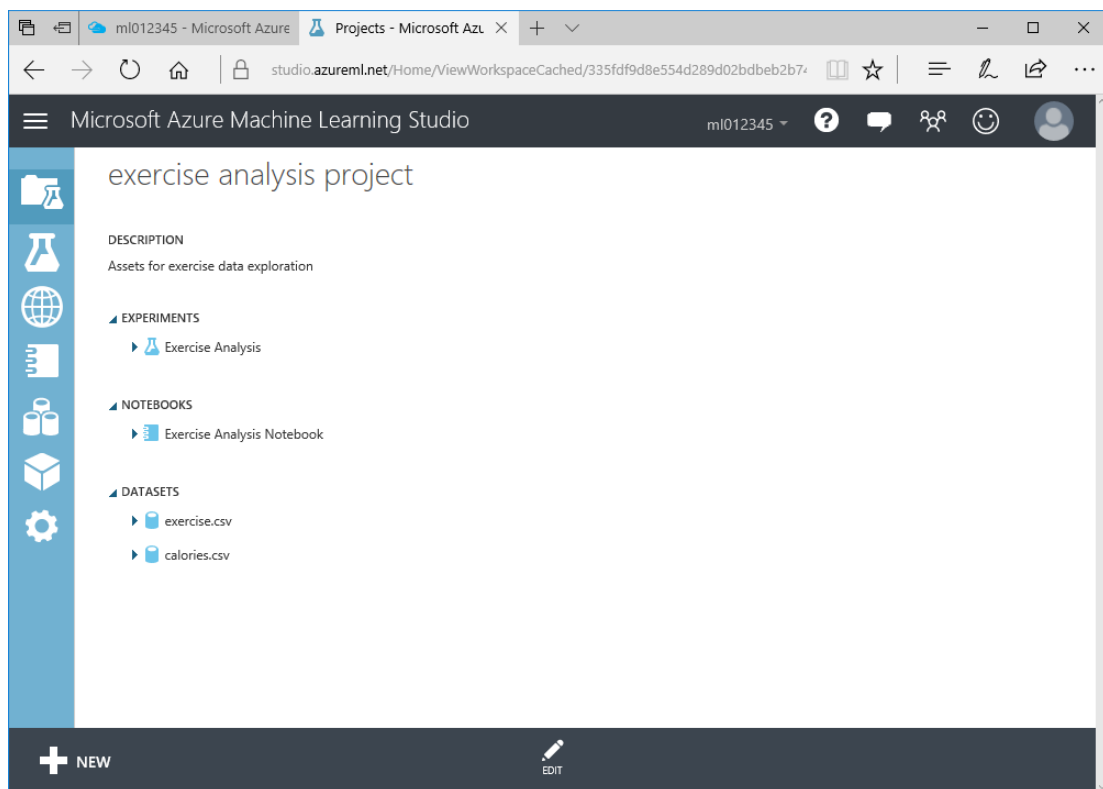 ml012345 - Microsoft Azure
Projects - Microsoft Azu
studio.azureml.net/Home/ViewWorkspaceCached/335fdf9d8e554d289d02bdbeb2b74
Microsoft Azure Machine Learning Studio
ml012345
exercise analysis project
DESCRIPTION
Assets for exercise data exploration
EXPERIMENTS
Exercise Analysis
NOTEBOOKS
Exercise Analysis Notebook
DATASETS
exercise.csv
calories.csv
NEW
EDIT